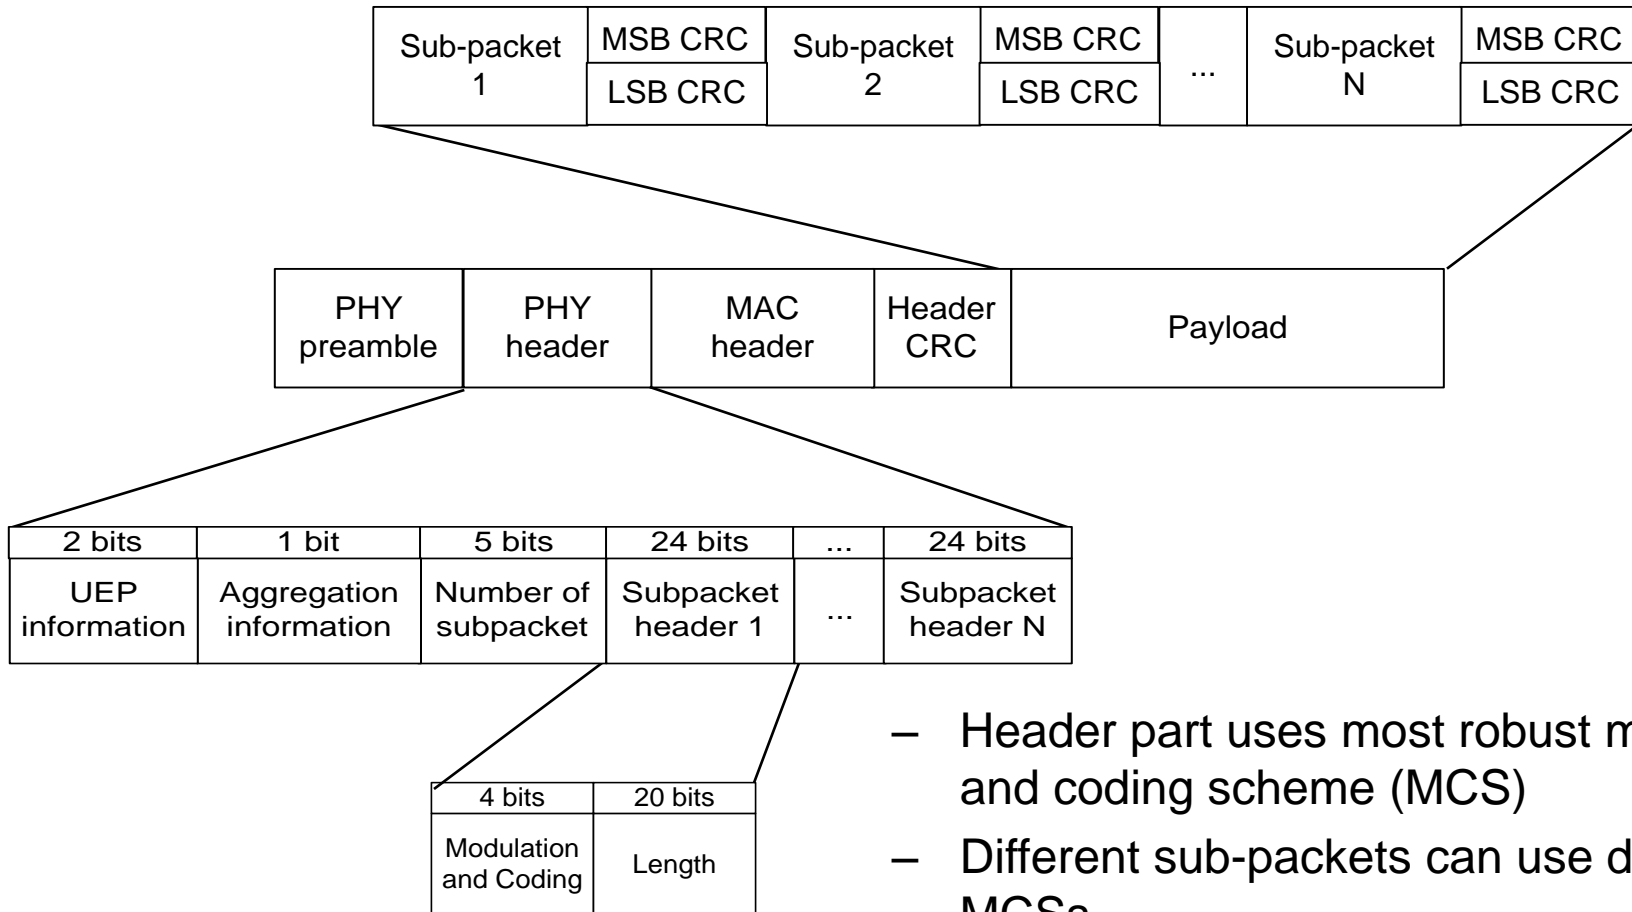 Sub-packet 1
MSB CRC
LSB CRC
Sub-packet 2
MSB CRC
LSB CRC
...
Sub-packet N
MSB CRC
LSB CRC
PHY preamble
PHY header
MAC header
Header CRC
Payload
2 bits
1 bit
5 bits
24 bits
...
24 bits
UEP information
Aggregation information
Number of subpacket
Subpacket header 1
...
Subpacket header N
4 bits
20 bits
Modulation and Coding
Length
– Header part uses most robust
and coding scheme (MCS)
– Different sub-packets can use
MCSs